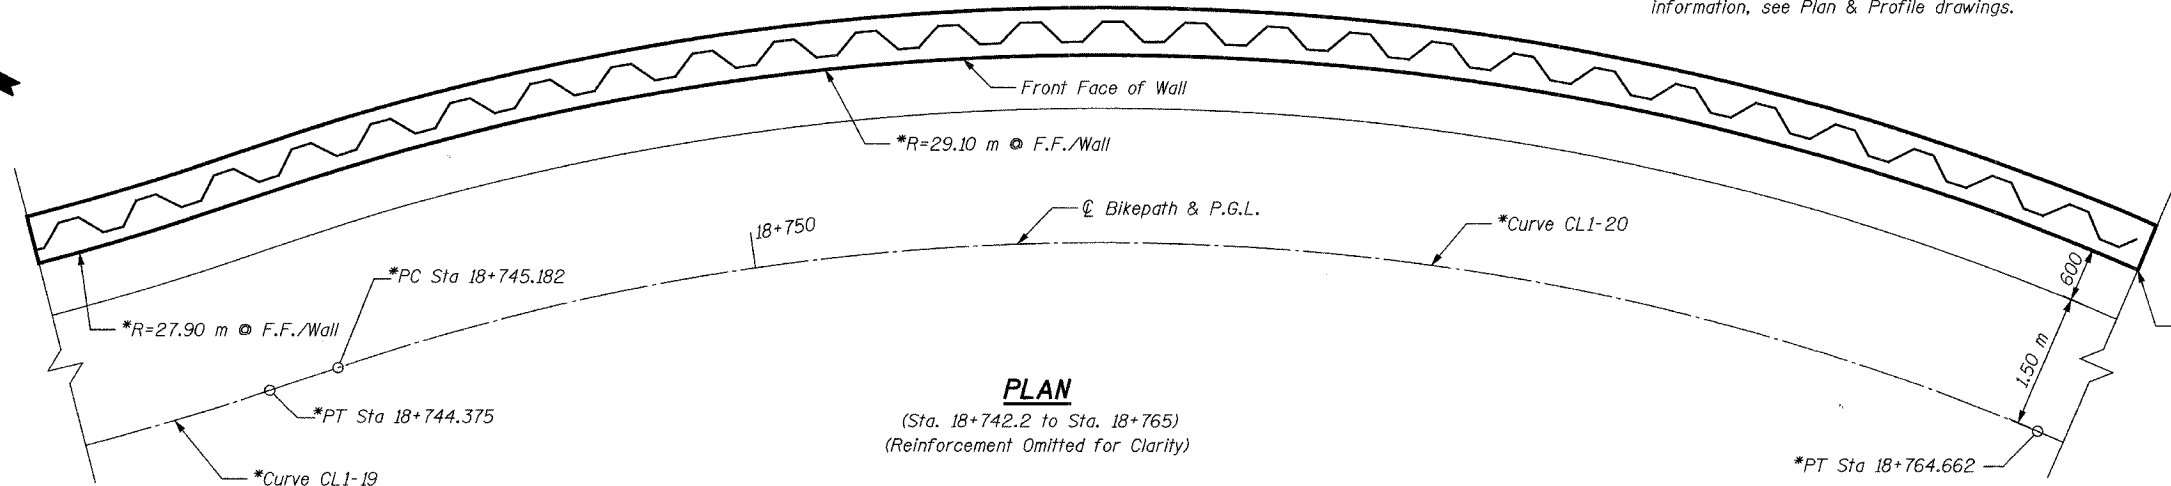 information, see Plan & Profile drawings.
Front Face of Wall
*R=29.10 m @ F.F./Wall
℄ Bikepath & P.G.L.
18+750
*Curve CL1-20
*PC Sta 18+745.182
600
*R=27.90 m @ F.F./Wall
1.50 m
PLAN
*PT Sta 18+744.375
(Sta. 18+742.2 to Sta. 18+765)
(Reinforcement Omitted for Clarity)
*PT Sta 18+764.662
*Curve CL1-19